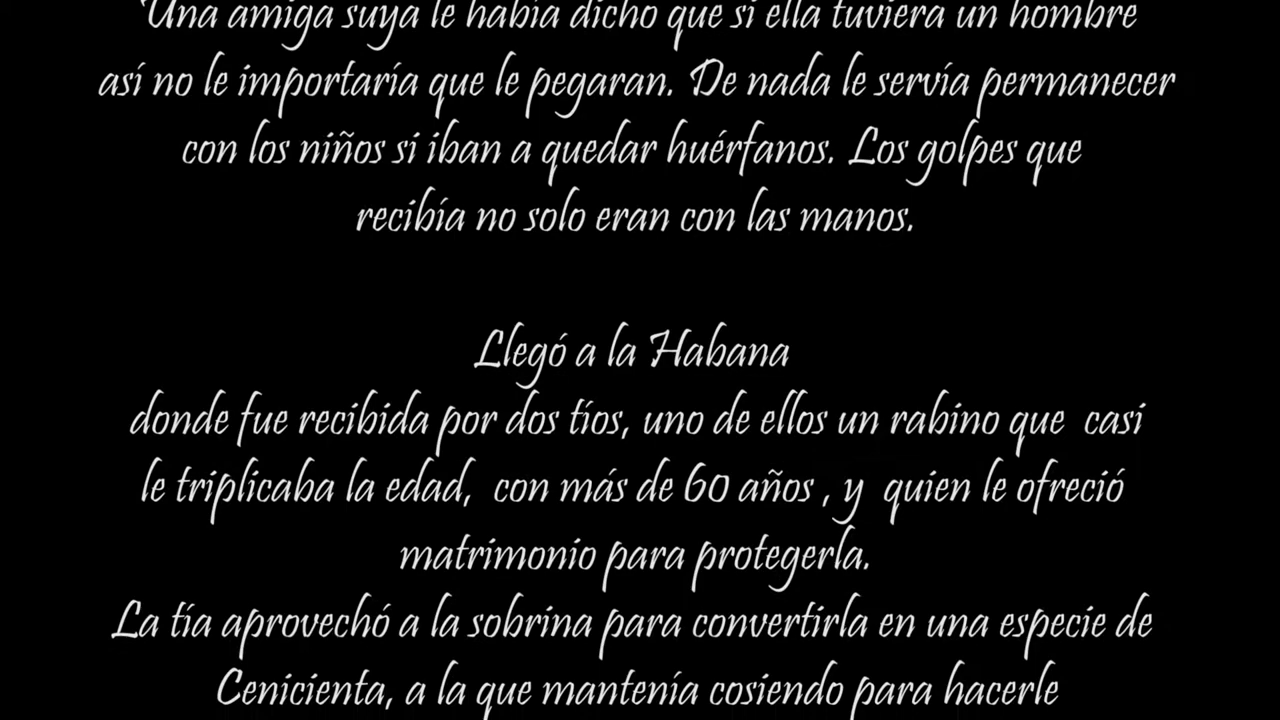 Una amiga suya le había dicho que si ella tuviera un hombre
así no le importaría que le pegaran. De nada le servía permanecer
con los niños si iban a quedar huérfanos. Los golpes que
recibía no solo eran con las manos.
Llegó a la Habana
donde fue recibida por dos tíos, uno de ellos un rabino que casi
le triplicaba la edad, con más de 60 años , y quien le ofreció
matrimonio para protegerla.
La tía aprovechó a la sobrina para convertirla en una especie de
Cenicienta, a la que mantenía cosiendo para hacerle